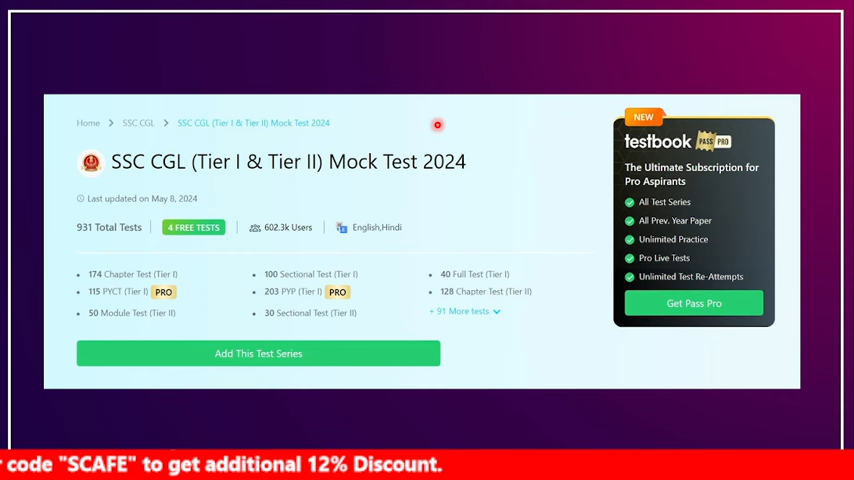 Home > SSC CGL > SSC CGL (Tier I & Tier II) Mock Test 2024
SSC CGL (Tier I & Tier II) Mock Test 2024
Last updated on May 8, 2024
931 Total Tests
4 FREE TESTS
602.3k Users
English,Hindi
174 Chapter Test (Tier I)
100 Sectional Test (Tier I)
40 Full Test (Tier I)
115 PYCT (Tier I) PRO
203 PYP (Tier I) PRO
128 Chapter Test (Tier II)
50 Module Test (Tier II)
30 Sectional Test (Tier II)
+ 91 More tests
Add This Test Series
NEW
testbook PASS PRO
The Ultimate Subscription for
Pro Aspirants
All Test Series
All Prev. Year Paper
Unlimited Practice
Pro Live Tests
Unlimited Test Re-Attempts
Get Pass Pro
code "SCAFE" to get additional 12% Discount.